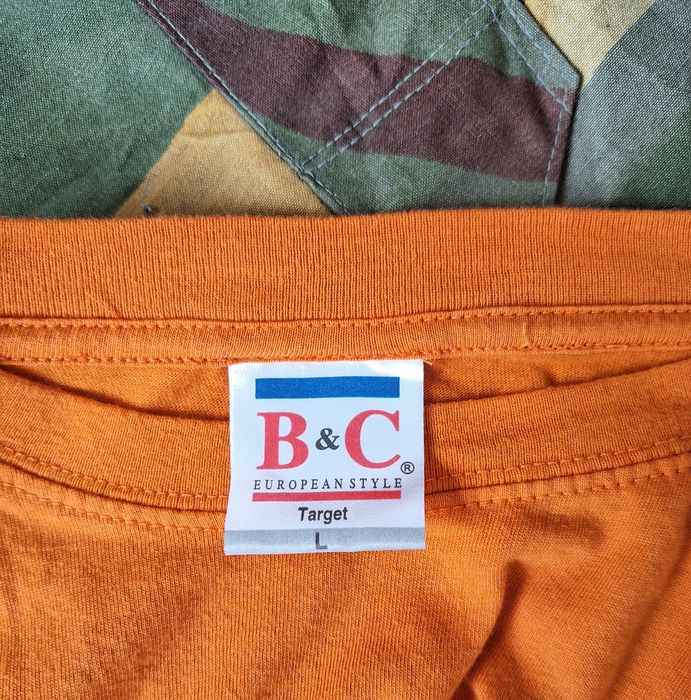 B & C ®
EUROPEAN STYLE
Target
L